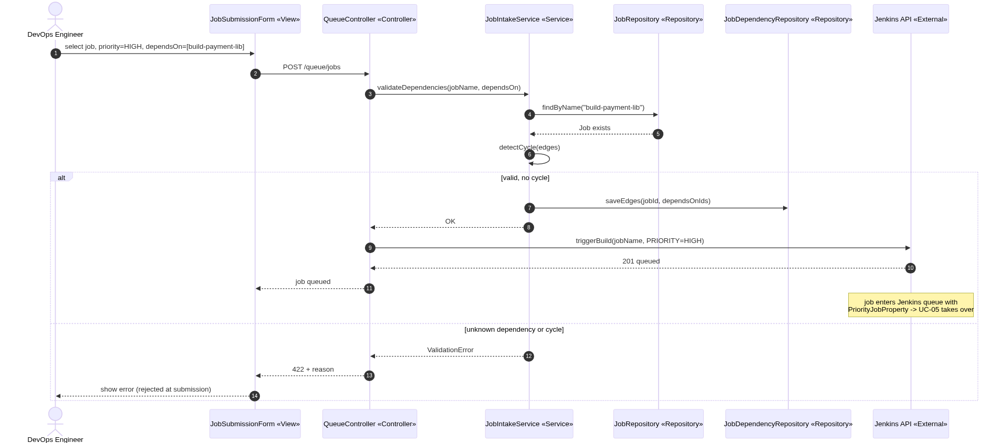 DevOps Engineer
JobSubmissionForm «View»
QueueController «Controller»
JobIntakeService «Service»
JobRepository «Repository»
JobDependencyRepository «Repository»
Jenkins API «External»
1
select job, priority=HIGH, dependsOn=[build-payment-lib]
2
POST /queue/jobs
3
validateDependencies(jobName, dependsOn)
4
findByName("build-payment-lib")
Job exists
5
detectCycle(edges)
6
alt
[valid, no cycle]
7
saveEdges(jobId, dependsOnIds)
OK
8
9
triggerBuild(jobName, PRIORITY=HIGH)
201 queued
10
job queued
11
job enters Jenkins queue with
PriorityJobProperty -> UC-05 takes over
[unknown dependency or cycle]
ValidationError
12
422 + reason
13
show error (rejected at submission)
14
DevOps Engineer
JobSubmissionForm «View»
QueueController «Controller»
JobIntakeService «Service»
JobRepository «Repository»
JobDependencyRepository «Repository»
Jenkins API «External»